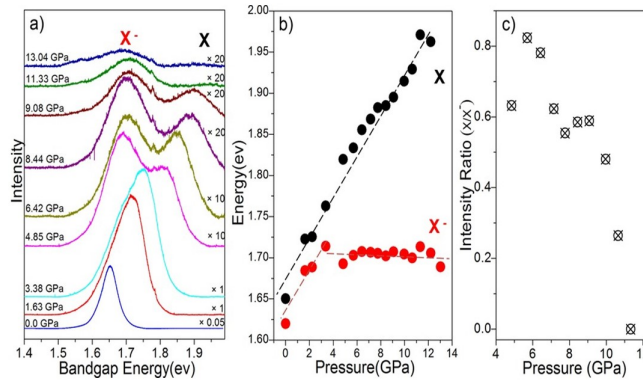 a)
X-
X
13.04 GPa
× 20
11.33 GPa
× 20
9.08 GPa
× 20
8.44 GPa
× 20
6.42 GPa
× 10
4.85 GPa
× 10
3.38 GPa
× 1
1.63 GPa
× 1
0.0 GPa
× 0.05
Intensity
1.4 1.5 1.6 1.7 1.8 1.9
Bandgap Energy(ev)
b)
2.00
1.95
1.90
1.85
1.80
1.75
1.70
1.65
1.60
Energy(ev)
X
X-
0 2 4 6 8 10 12 14
Pressure(GPa)
c)
0.8
0.6
0.4
0.2
0.0
Intensity Ratio (x/x-)
4 6 8 10
Pressure (GPa)